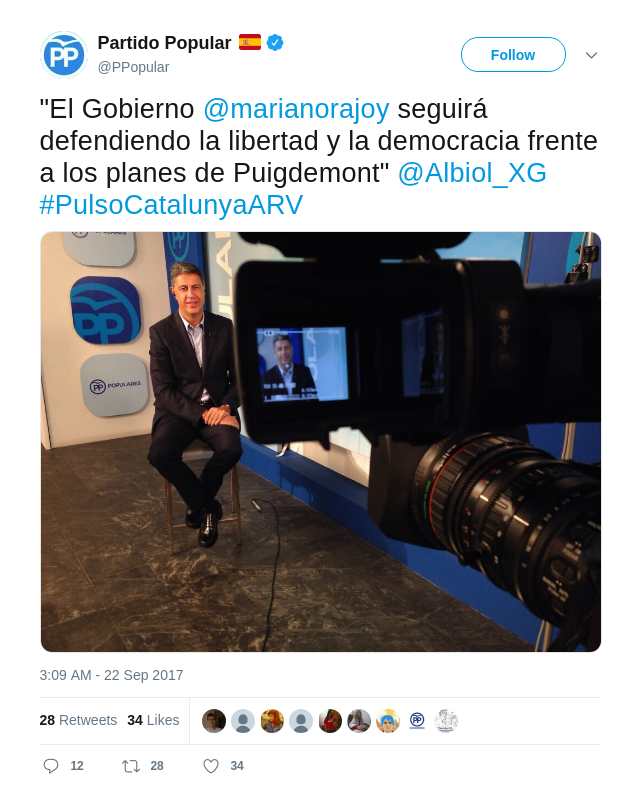 Partido Popular
@PPopular
Follow
"El Gobierno @marianorajoy seguirá
defendiendo la libertad y la democracia frente
a los planes de Puigdemont" @Albiol_XG
#PulsoCatalunyaARV
PP
PP POPULARES
3:09 AM - 22 Sep 2017
28 Retweets 34 Likes
12 28 34